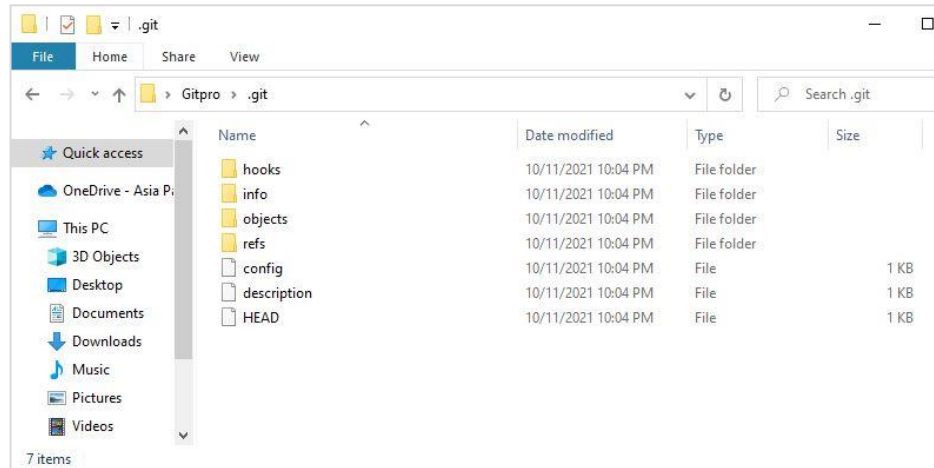 .git
File Home Share View
Gitpro > .git Search .git
Name Date modified Type Size
Quick access
OneDrive - Asia Pa
This PC
3D Objects
Desktop
Documents
Downloads
Music
Pictures
Videos
hooks 10/11/2021 10:04 PM File folder
info 10/11/2021 10:04 PM File folder
objects 10/11/2021 10:04 PM File folder
refs 10/11/2021 10:04 PM File folder
config 10/11/2021 10:04 PM File 1 KB
description 10/11/2021 10:04 PM File 1 KB
HEAD 10/11/2021 10:04 PM File 1 KB
7 items